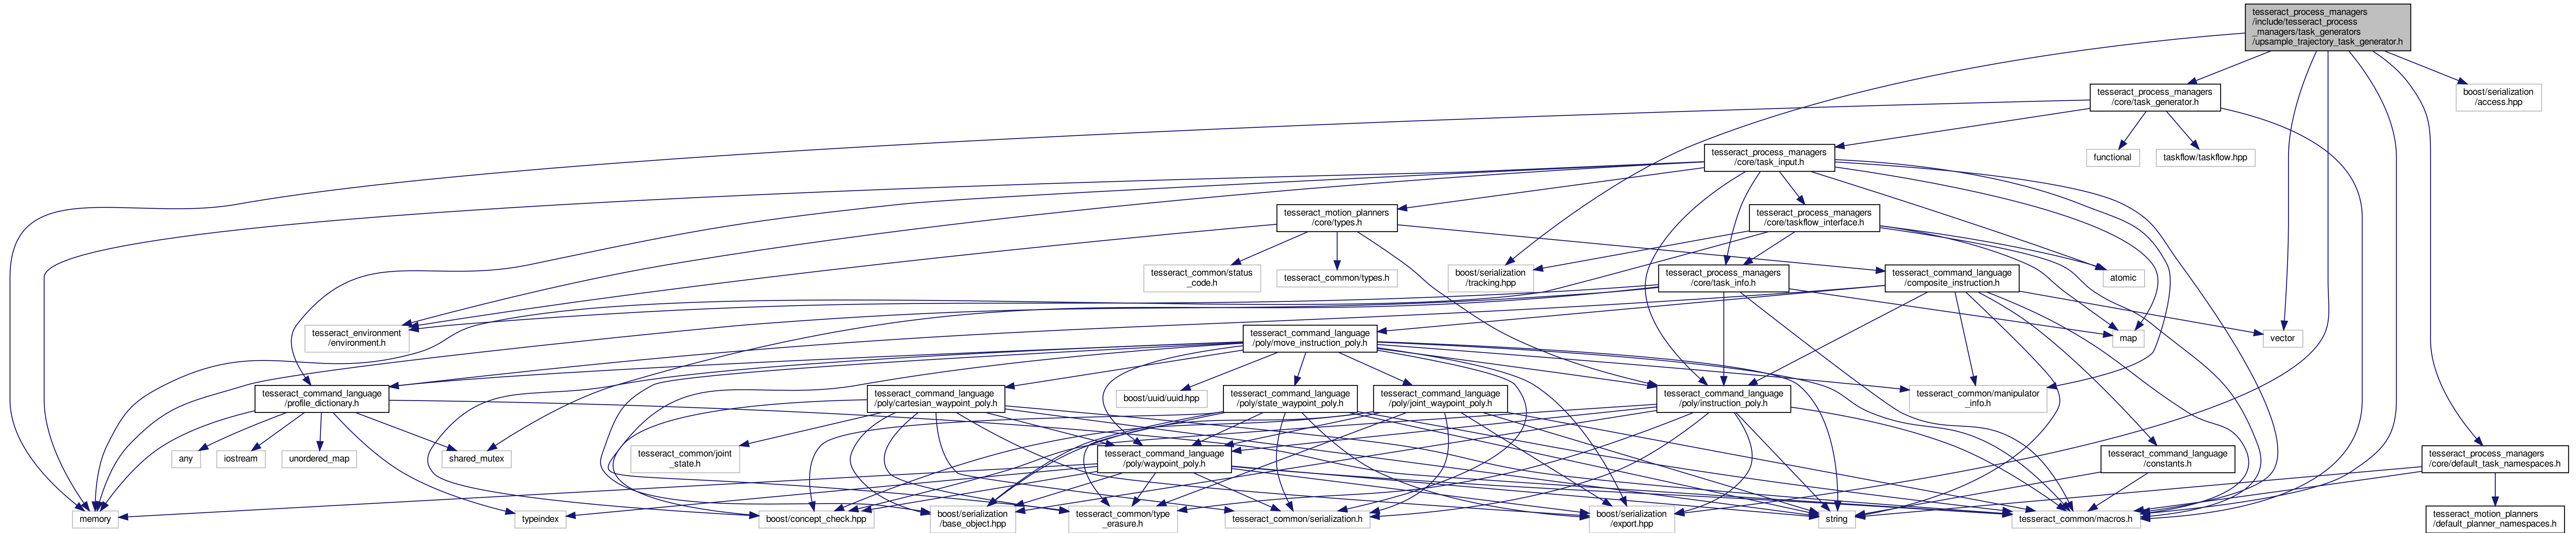 tesseract_process_managers
/include/tesseract_process
_managers/task_generators
/upsample_trajectory_task_generator.h
tesseract_process_managers
/core/task_generator.h
boost/serialization
/access.hpp
tesseract_process_managers
/core/task_input.h
functional
taskflow/taskflow.hpp
tesseract_motion_planners
/core/types.h
tesseract_process_managers
/core/taskflow_interface.h
tesseract_common/status
_code.h
tesseract_common/types.h
boost/serialization
/tracking.hpp
tesseract_process_managers
/core/task_info.h
tesseract_command_language
/composite_instruction.h
atomic
tesseract_environment
/environment.h
tesseract_command_language
/poly/move_instruction_poly.h
map
vector
tesseract_command_language
/profile_dictionary.h
tesseract_command_language
/poly/cartesian_waypoint_poly.h
boost/uuid/uuid.hpp
tesseract_command_language
/poly/state_waypoint_poly.h
tesseract_command_language
/poly/joint_waypoint_poly.h
tesseract_command_language
/poly/instruction_poly.h
tesseract_common/manipulator
_info.h
any
iostream
unordered_map
shared_mutex
tesseract_common/joint
_state.h
tesseract_command_language
/poly/waypoint_poly.h
tesseract_command_language
/constants.h
tesseract_process_managers
/core/default_task_namespaces.h
memory
typeindex
boost/concept_check.hpp
boost/serialization
/base_object.hpp
tesseract_common/type
_erasure.h
tesseract_common/serialization.h
boost/serialization
/export.hpp
string
tesseract_common/macros.h
tesseract_motion_planners
/default_planner_namespaces.h